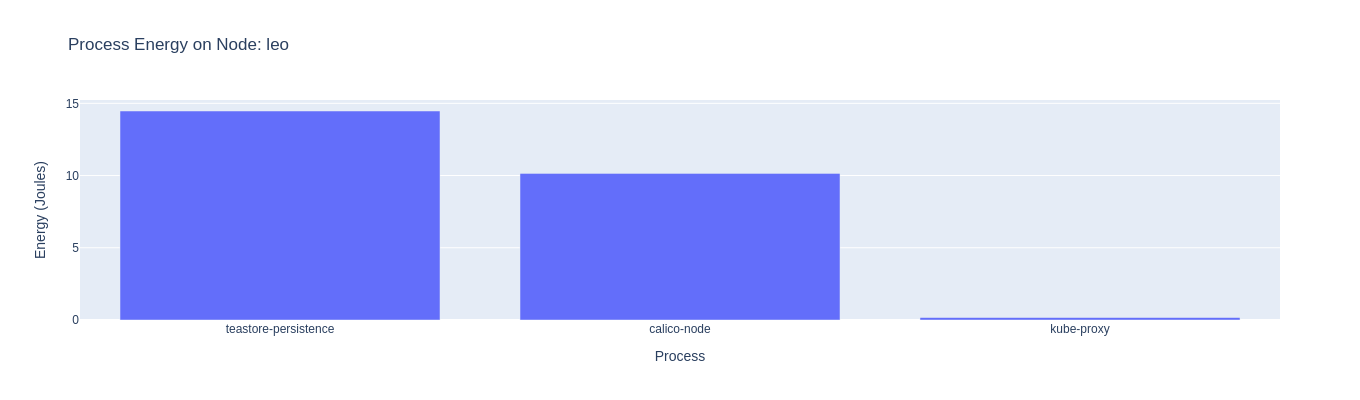 Process Energy on Node: leo
15
10
5
0
Energy (Joules)
teastore-persistence
calico-node
kube-proxy
Process